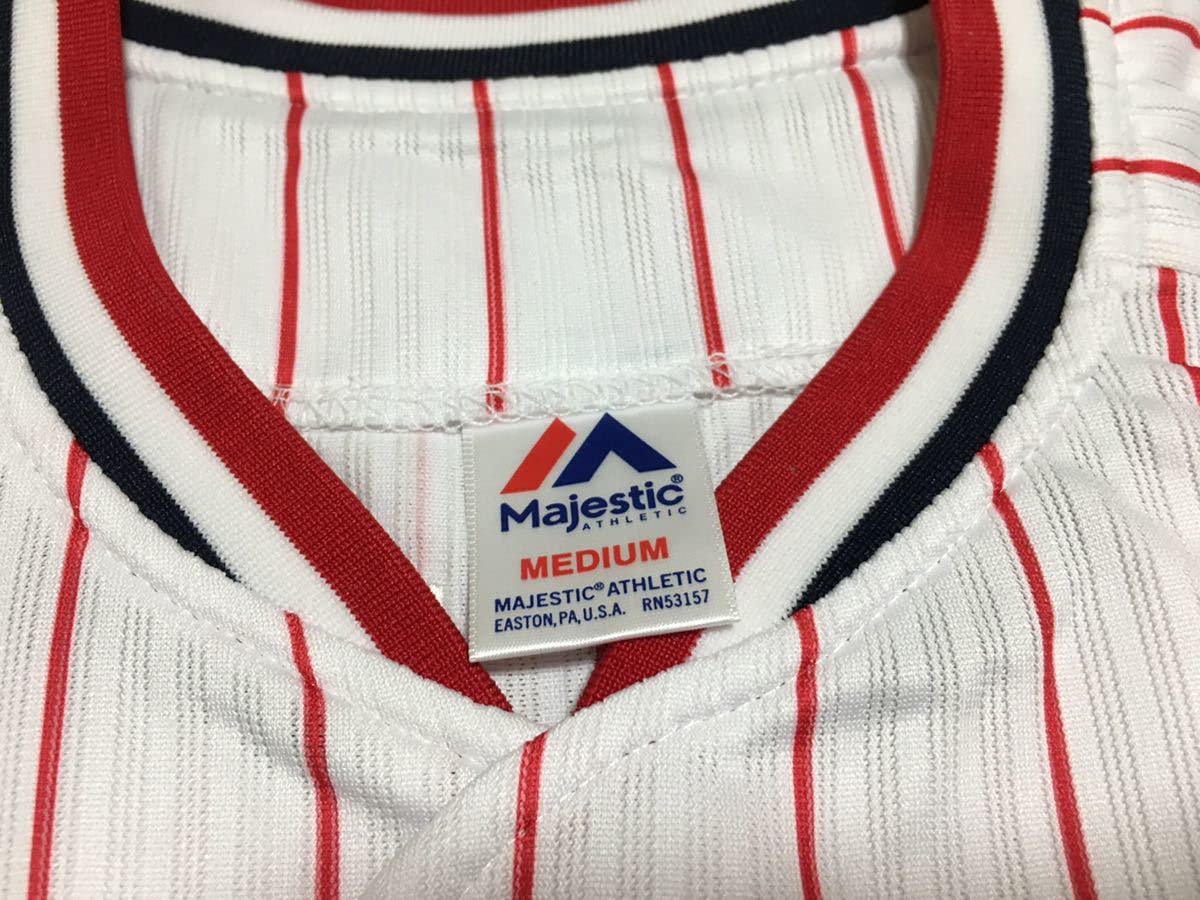 Majestic®
ATHLETIC
MEDIUM
MAJESTIC® ATHLETIC
EASTON, PA, U.S.A. RN53157